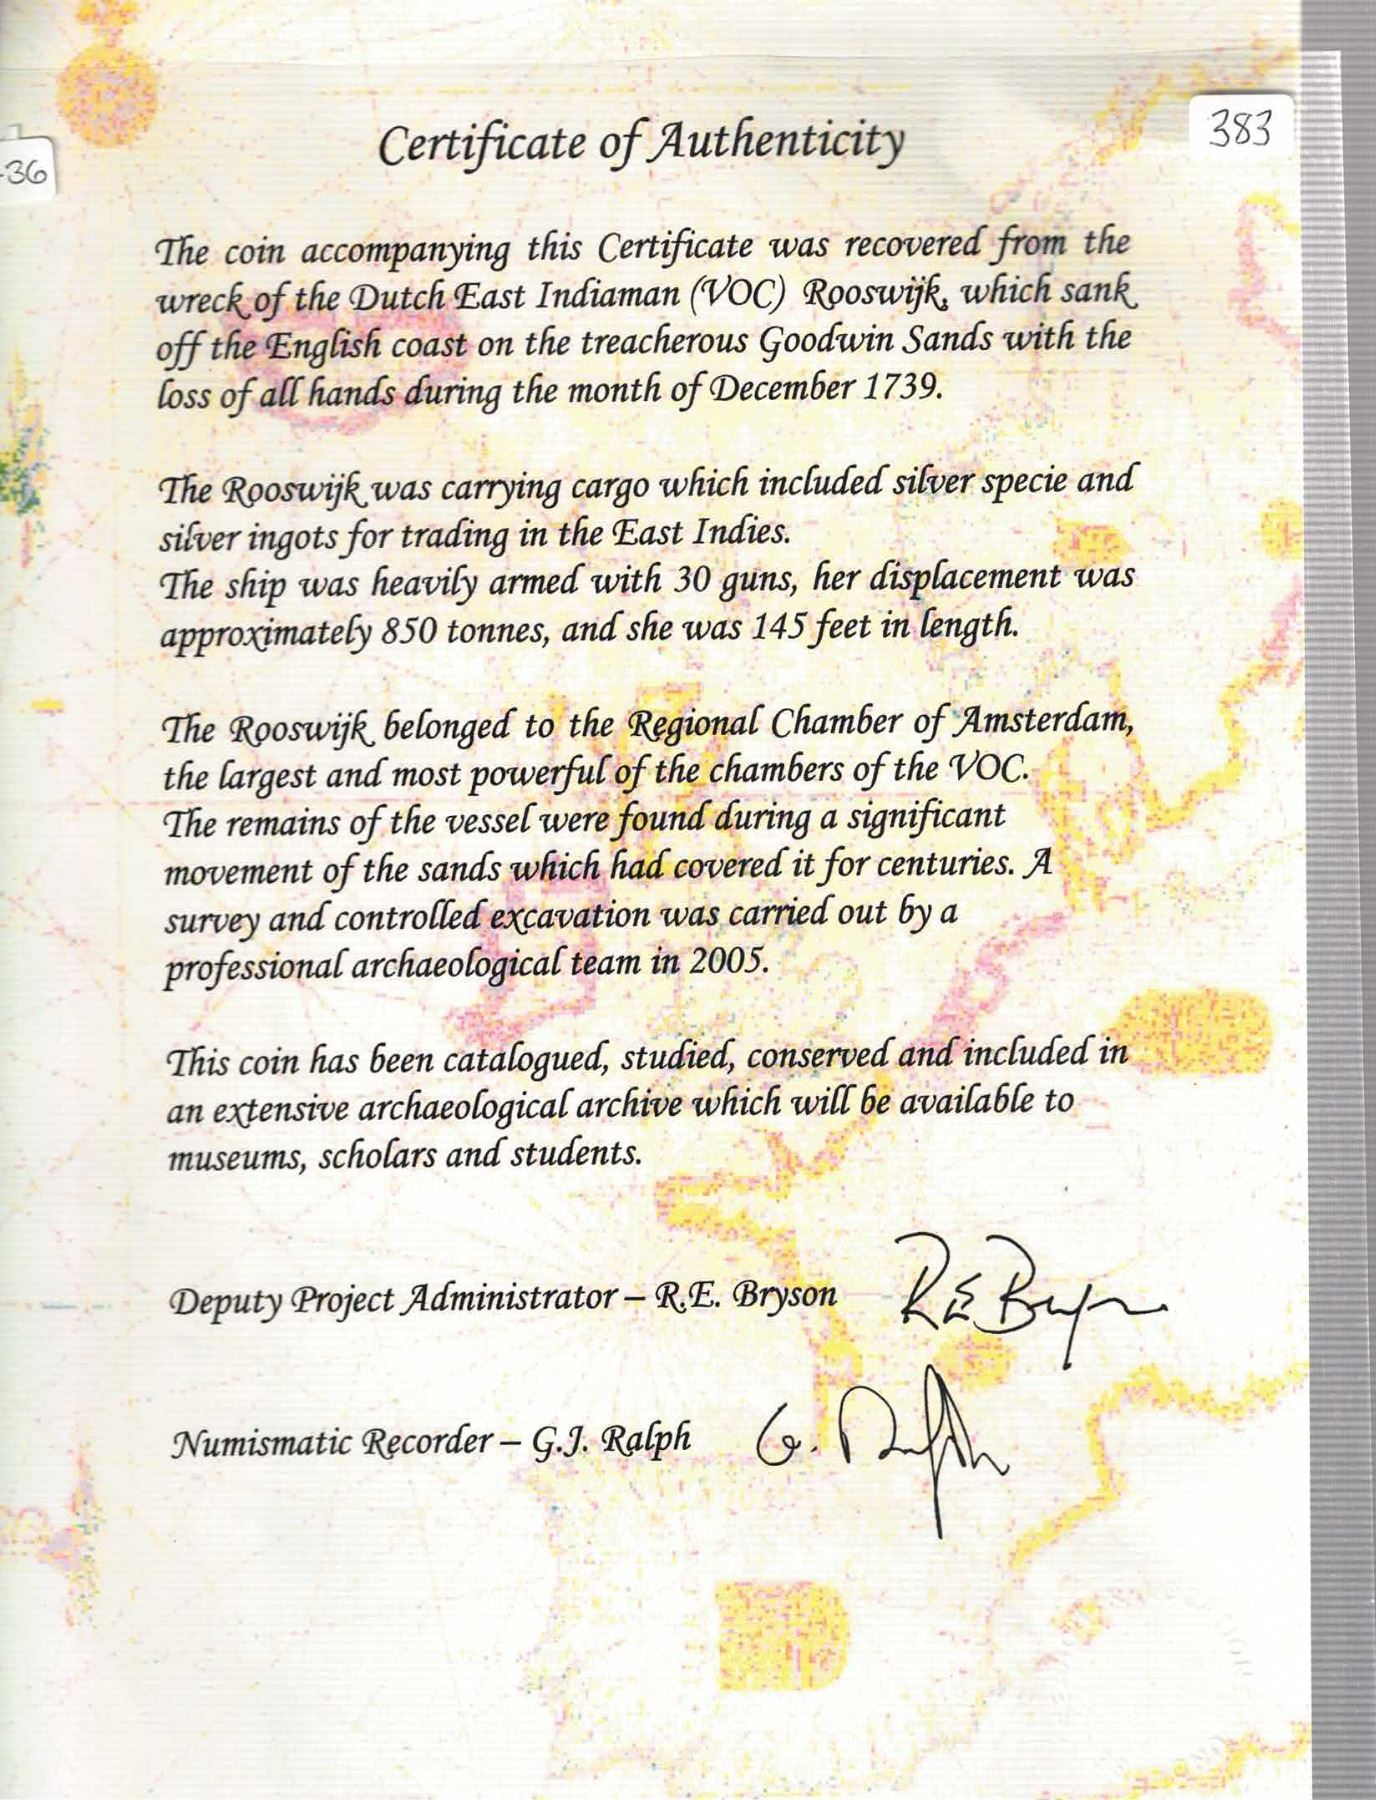 Certificate of Authenticity
383
-36
The coin accompanying this Certificate was recovered from the
wreck of the Dutch East Indiaman (VOC) Rooswijk, which sank
off the English coast on the treacherous Goodwin Sands with the
loss of all hands during the month of December 1739.
The Rooswijk was carrying cargo which included silver specie and
silver ingots for trading in the East Indies.
The ship was heavily armed with 30 guns, her displacement was
approximately 850 tonnes, and she was 145 feet in length.
The Rooswijk belonged to the Regional Chamber of Amsterdam,
the largest and most powerful of the chambers of the VOC.
The remains of the vessel were found during a significant
movement of the sands which had covered it for centuries. A
survey and controlled excavation was carried out by a
professional archaeological team in 2005.
This coin has been catalogued, studied, conserved and included in
an extensive archaeological archive which will be available to
museums, scholars and students.
Deputy Project Administrator – R.E. Bryson R E Bryson
Numismatic Recorder – G.J. Ralph G. Ralph